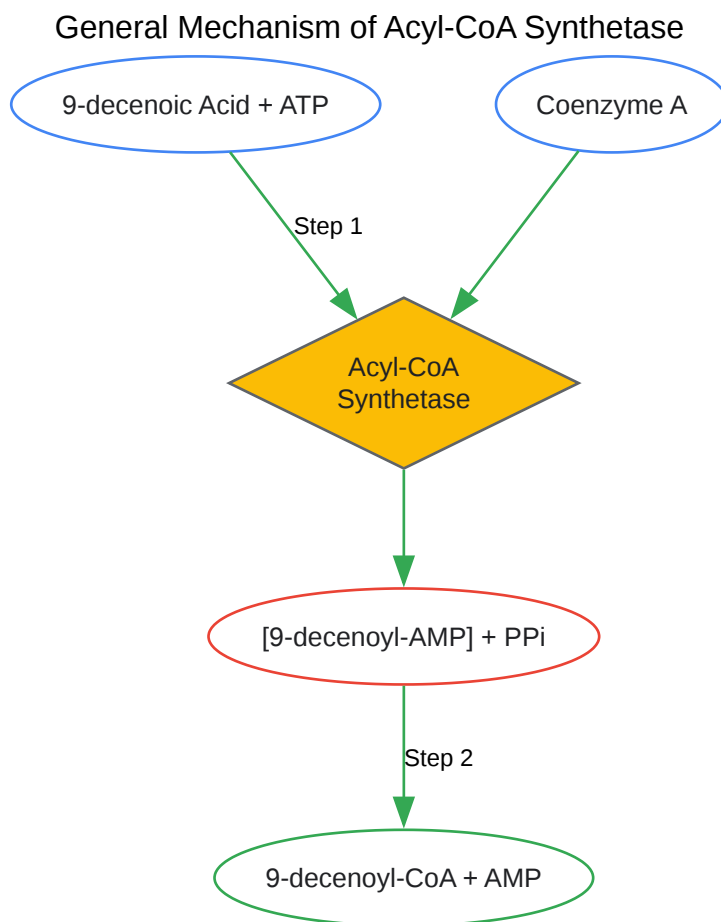 General Mechanism of Acyl-CoA Synthetase
9-decenoic Acid + ATP
Coenzyme A
Step 1
Acyl-CoA
Synthetase
[9-decenoyl-AMP] + PPi
Step 2
9-decenoyl-CoA + AMP